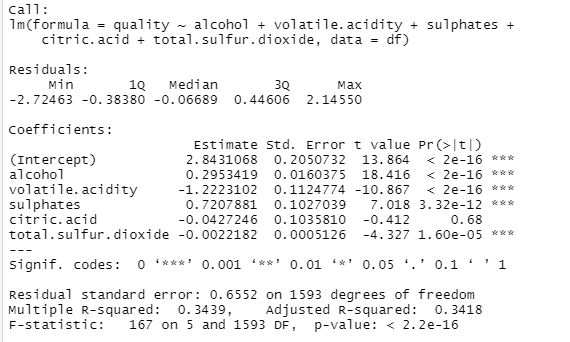 Call:
lm(formula = quality ~ alcohol + volatile.acidity + sulphates +
    citric.acid + total.sulfur.dioxide, data = df)

Residuals:
     Min       1Q   Median       3Q      Max
-2.72463 -0.38380 -0.06689  0.44606  2.14550

Coefficients:
                       Estimate Std. Error t value Pr(>|t|)
(Intercept)           2.8431068  0.2050732  13.864  < 2e-16 ***
alcohol               0.2953419  0.0160375  18.416  < 2e-16 ***
volatile.acidity     -1.2223102  0.1124774 -10.867  < 2e-16 ***
sulphates             0.7207881  0.1027039   7.018 3.32e-12 ***
citric.acid          -0.0427246  0.1035810  -0.412     0.68
total.sulfur.dioxide -0.0022182  0.0005126  -4.327 1.60e-05 ***
---
Signif. codes:  0 ‘***’ 0.001 ‘**’ 0.01 ‘*’ 0.05 ‘.’ 0.1 ‘ ’ 1

Residual standard error: 0.6552 on 1593 degrees of freedom
Multiple R-squared:  0.3439,	Adjusted R-squared:  0.3418
F-statistic:   167 on 5 and 1593 DF,  p-value: < 2.2e-16